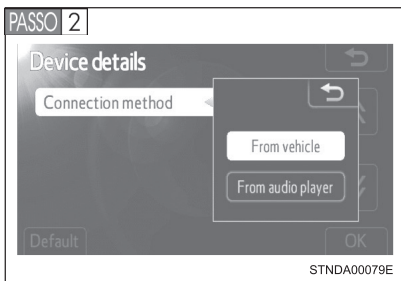 PASSO 2
Device details
Connection method
From vehicle
From audio player
Default
OK
STNDA00079E